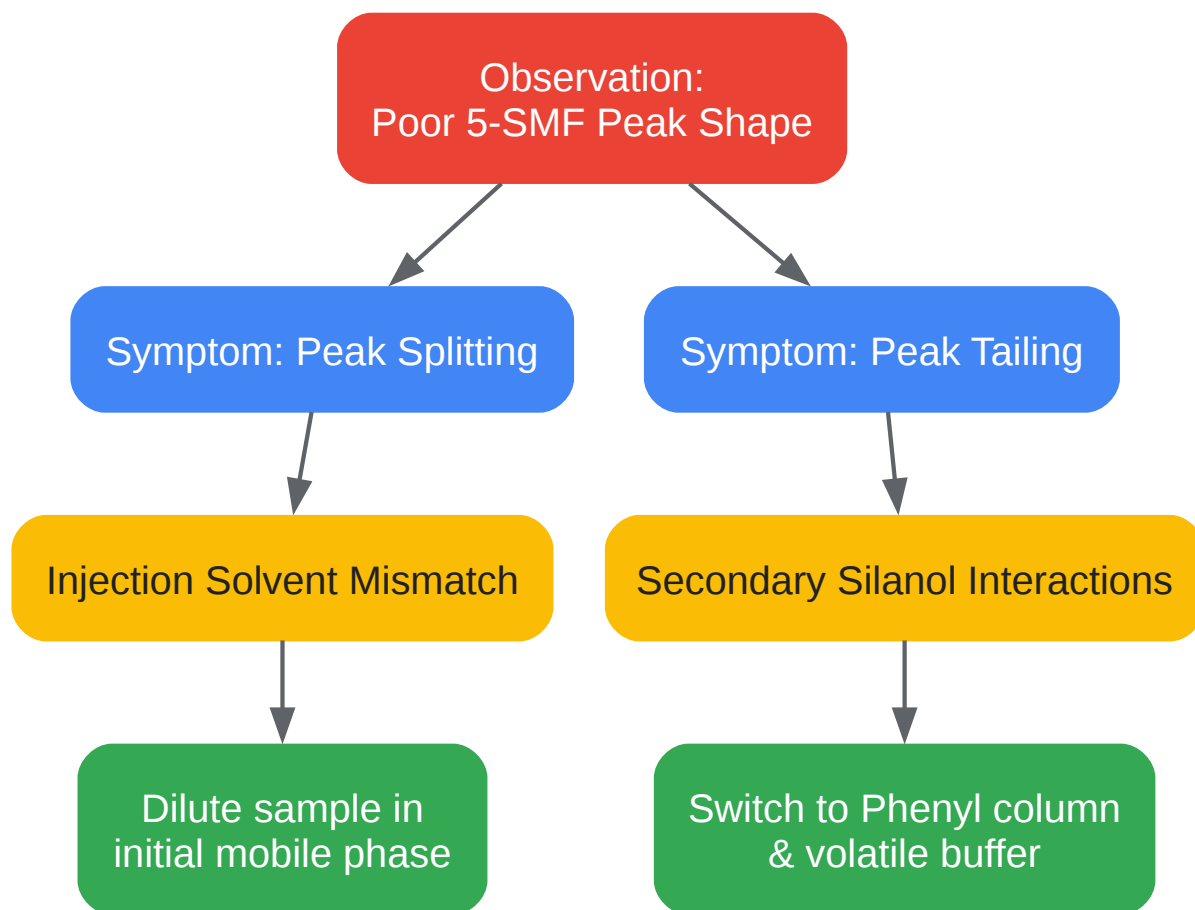 Observation:
Poor 5-SMF Peak Shape
Symptom: Peak Splitting
Symptom: Peak Tailing
Injection Solvent Mismatch
Secondary Silanol Interactions
Dilute sample in
initial mobile phase
Switch to Phenyl column
& volatile buffer